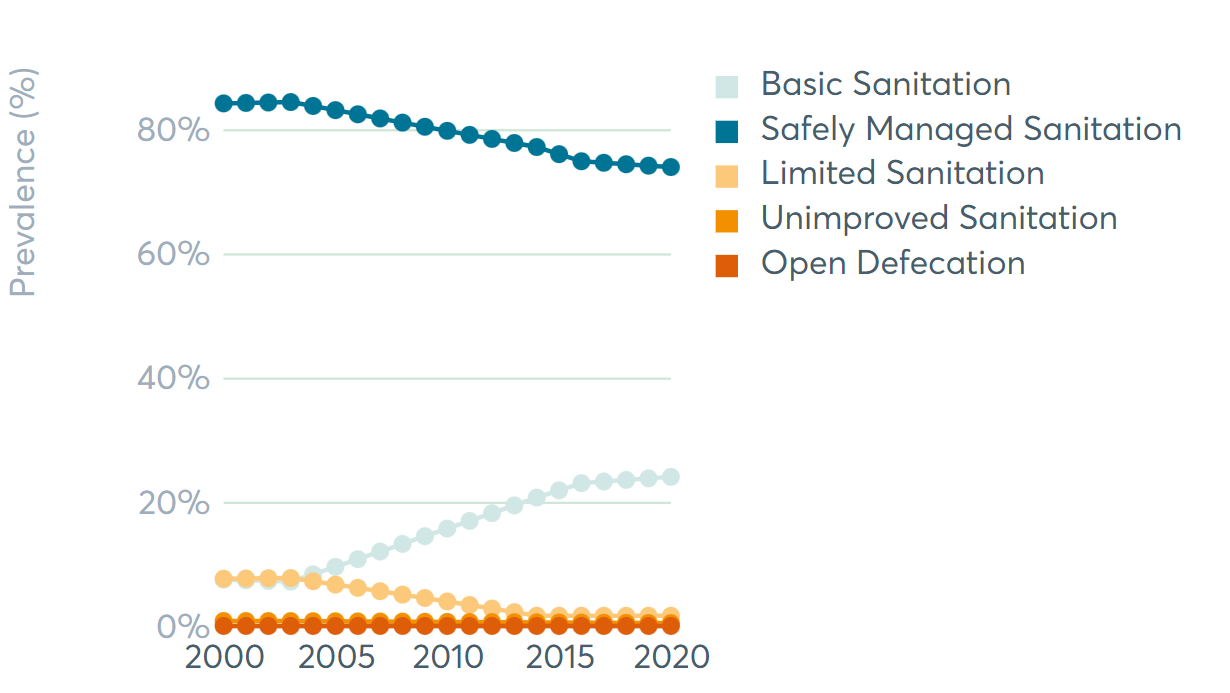 Prevalence (%)
80%
60%
40%
20%
0%
2000 2005 2010 2015 2020
Basic Sanitation
Safely Managed Sanitation
Limited Sanitation
Unimproved Sanitation
Open Defecation